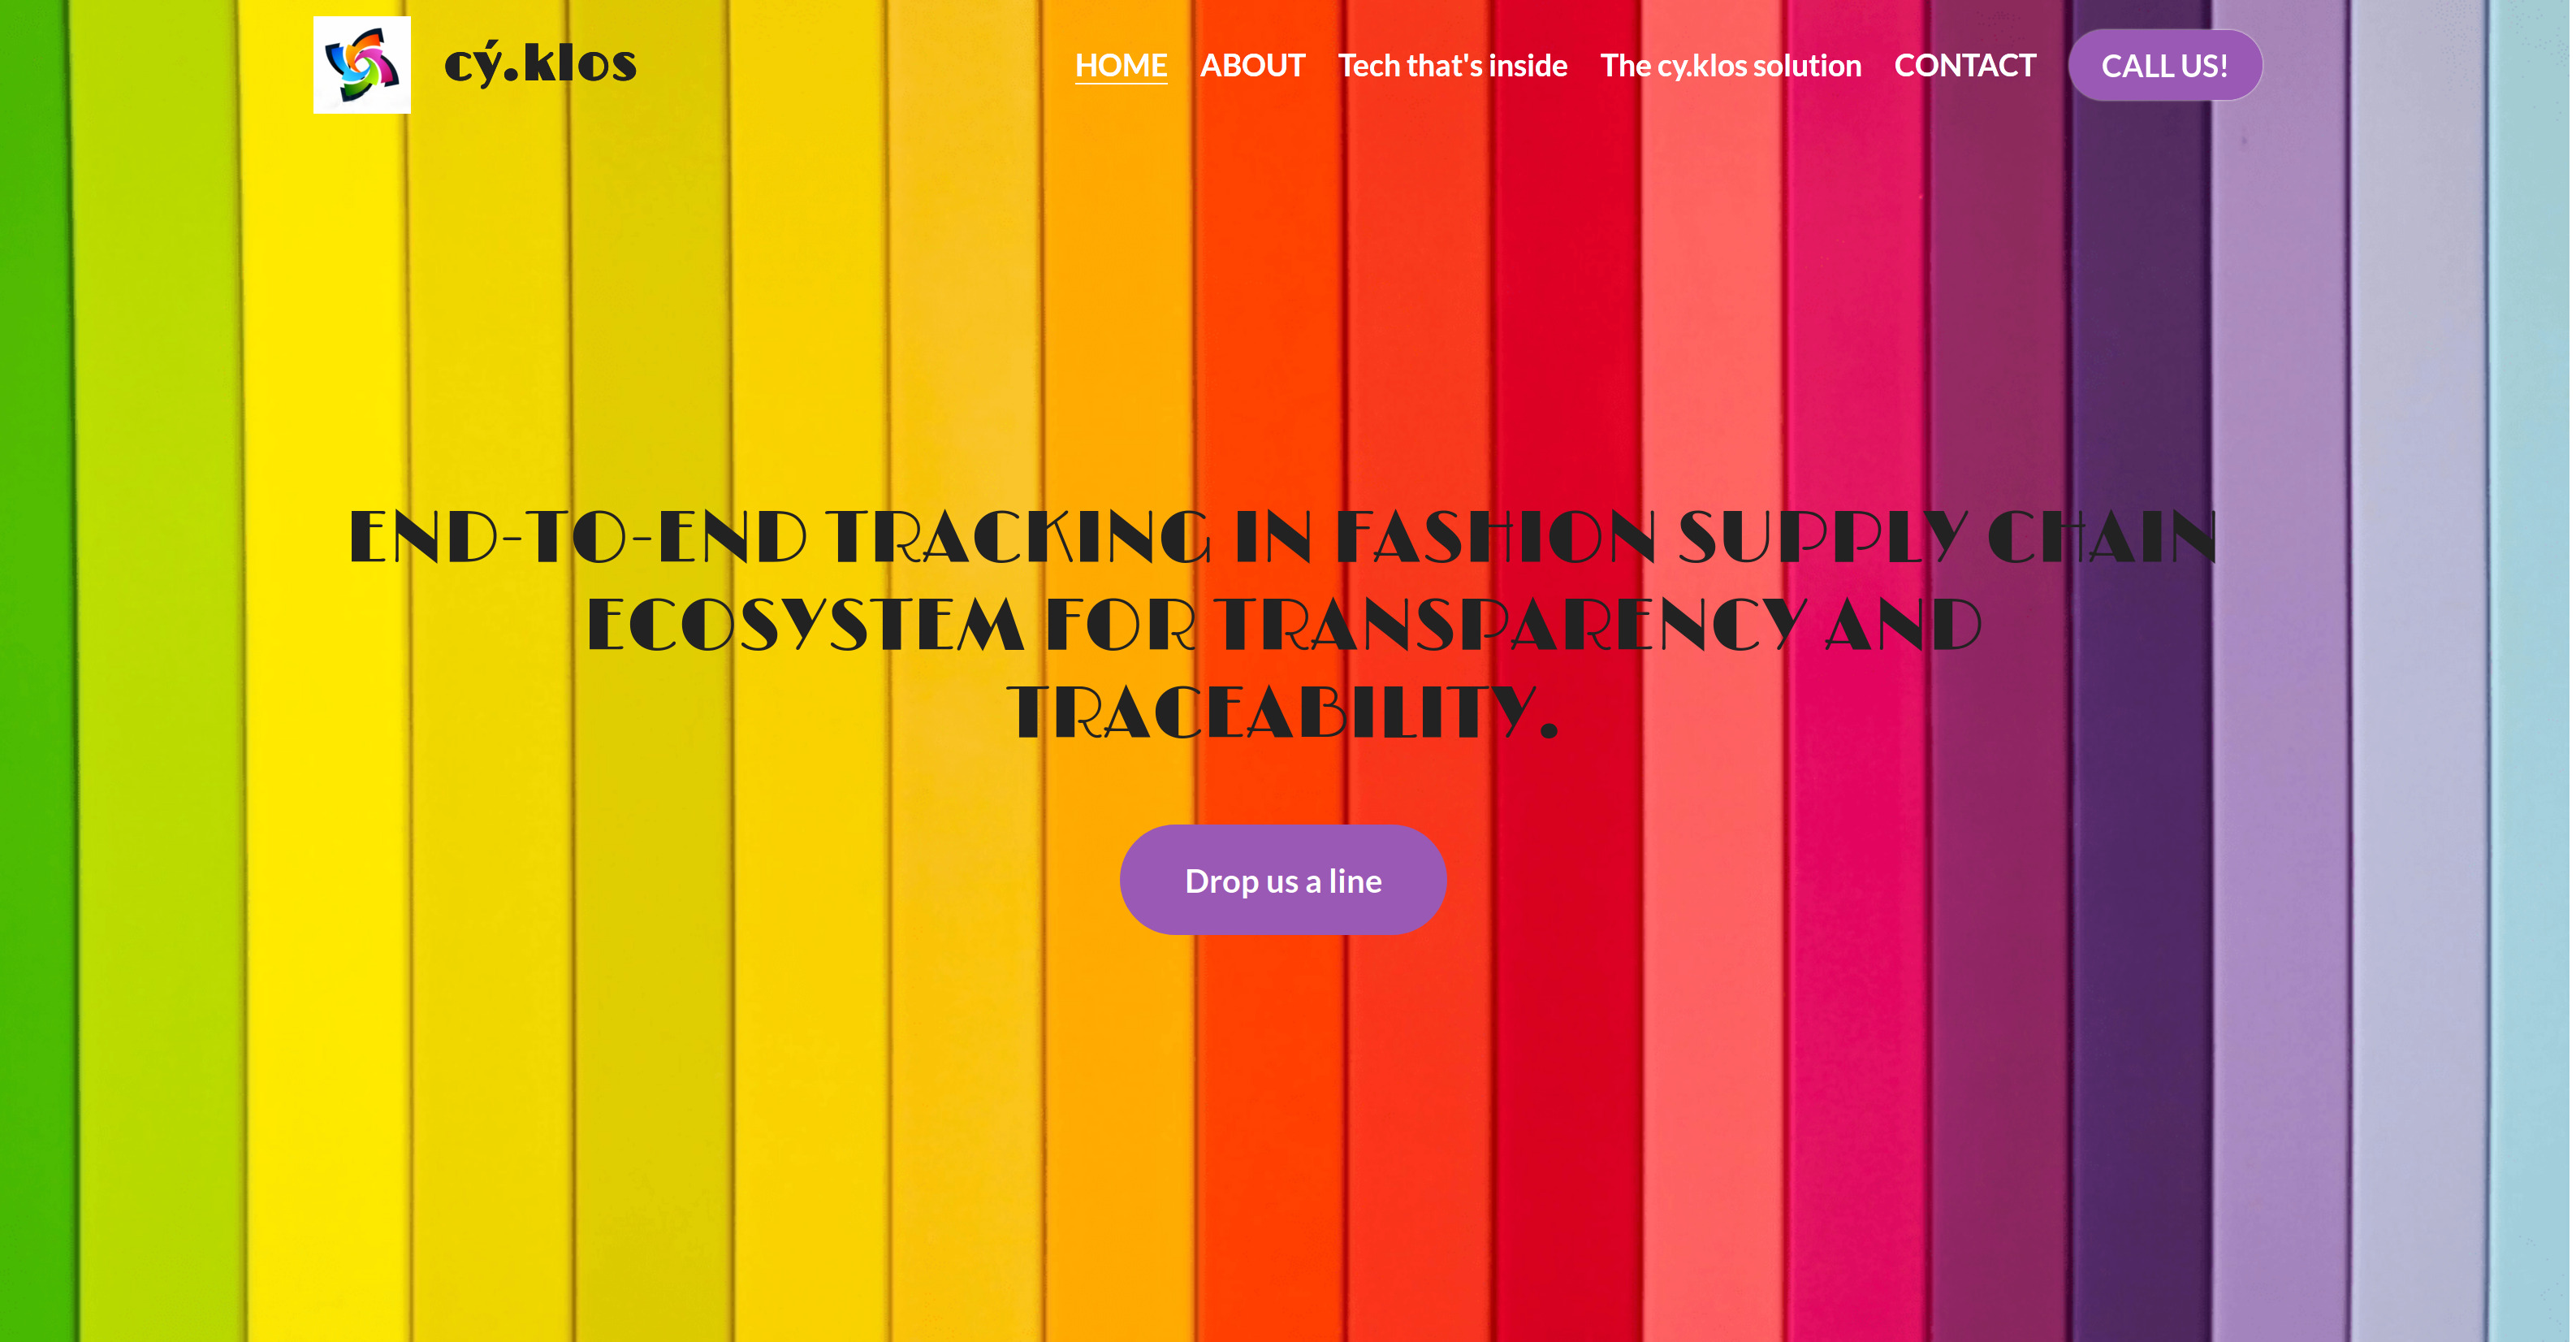 cý.klos
HOME
ABOUT
Tech that's inside
The cy.klos solution
CONTACT
CALL US!
END-TO-END TRACKING IN FASHION SUPPLY CHAIN
ECOSYSTEM FOR TRANSPARENCY AND
TRACEABILITY.
Drop us a line